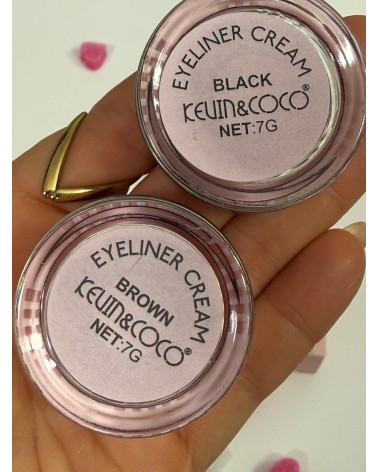 EYELINER CREAM
BLACK
KEVIN&COCO®
NET:7G
EYELINER CREAM
BROWN
KEVIN&COCO®
NET:7G